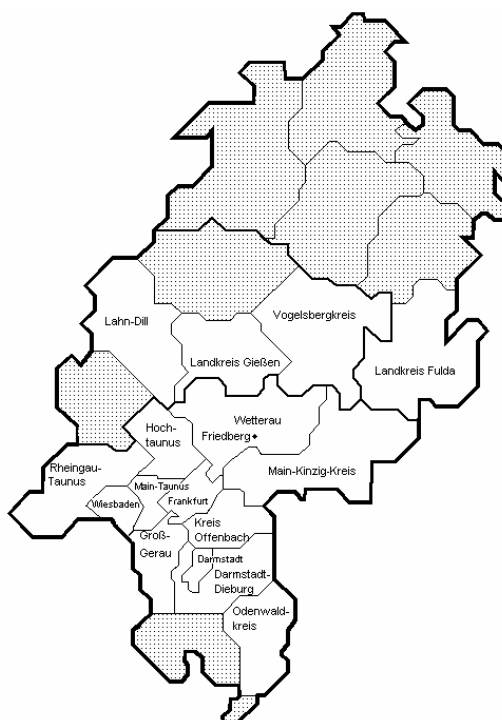 Vogelsbergkreis
Lahn-Dill
Landkreis Gießen
Landkreis Fulda
Hoch-
taunus
Wetterau
Friedberg
Rheingau-
Taunus
Main-Kinzig-Kreis
Main-Taunus
Wiesbaden
Frankfurt
Kreis
Offenbach
Groß-
Gerau
Darmstadt
Darmstadt-
Dieburg
Odenwald-
kreis